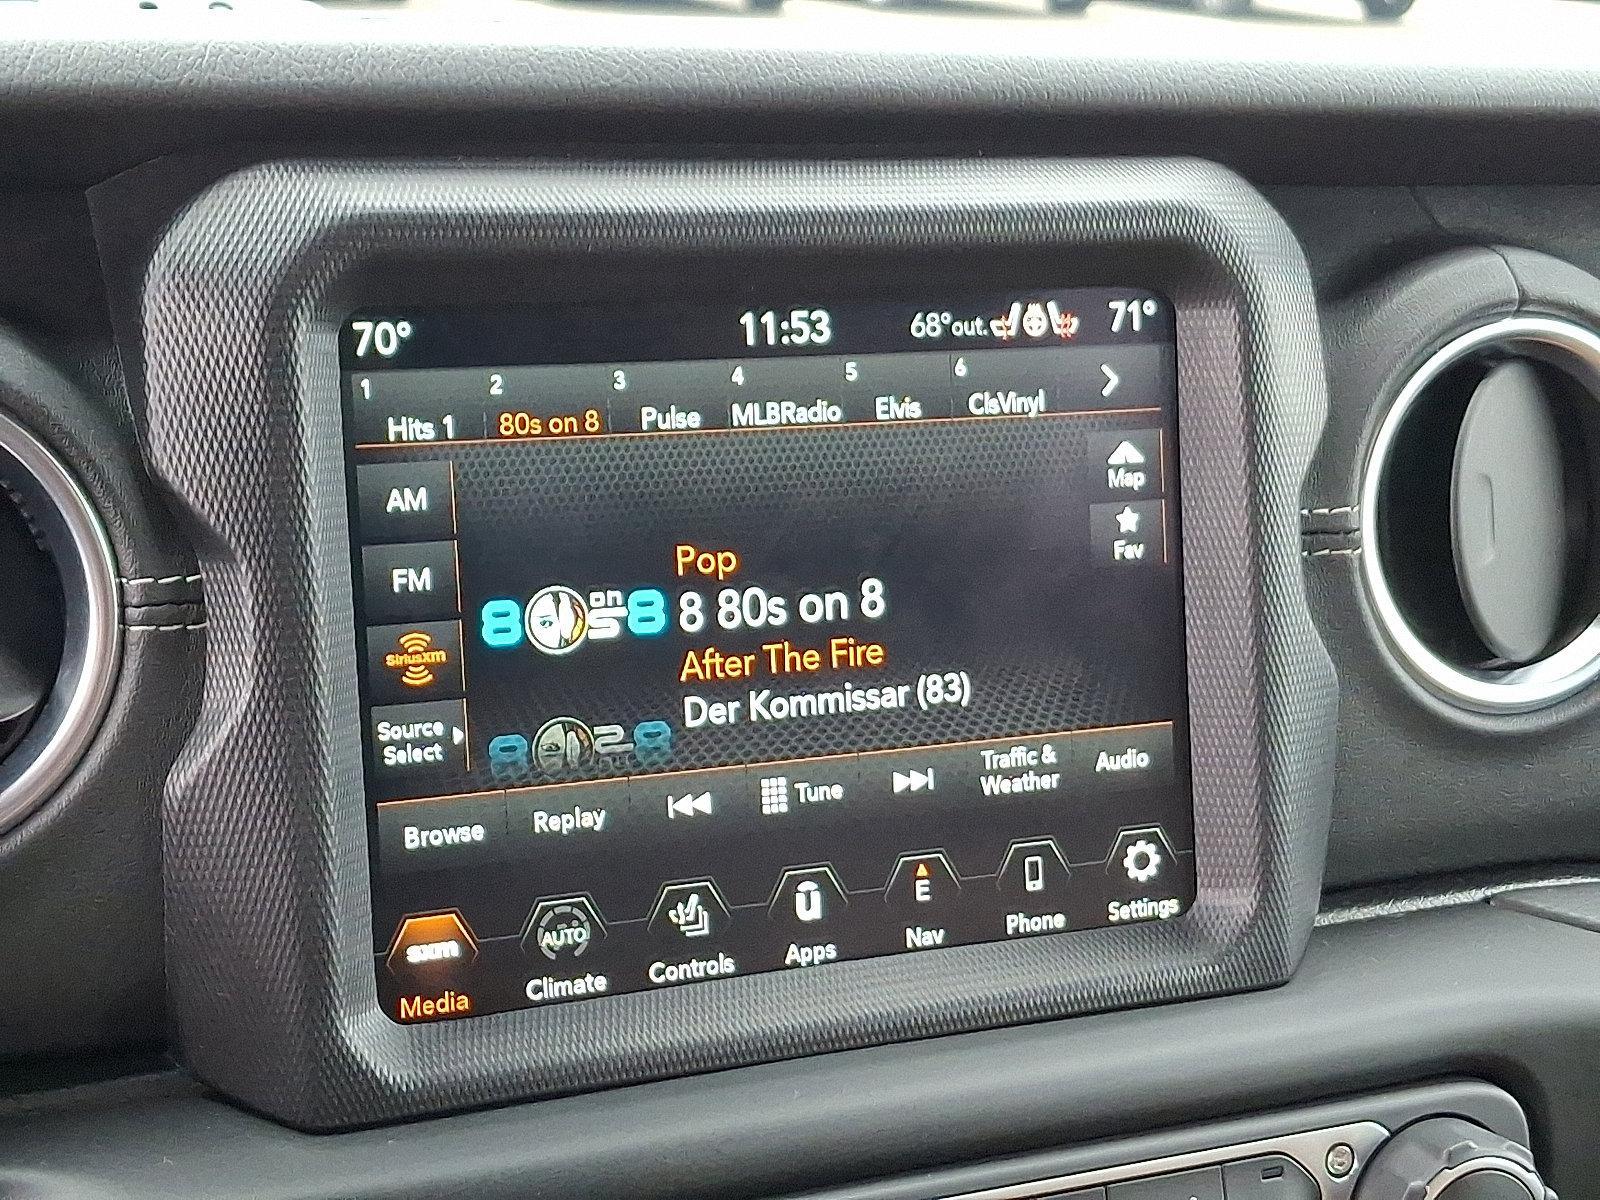 70° 11:53 68°out. 71°
1 2 3 4 5 6
Hits 1 80s on 8 Pulse MLBRadio Elvis ClsVinyl
AM
FM
siriusxm
Source
Select
Map
Fav
Pop
8 80s on 8
After The Fire
Der Kommissar (83)
Browse Replay Tune Traffic &
Weather Audio
sxm AUTO u E
Media Climate Controls Apps Nav Phone Settings